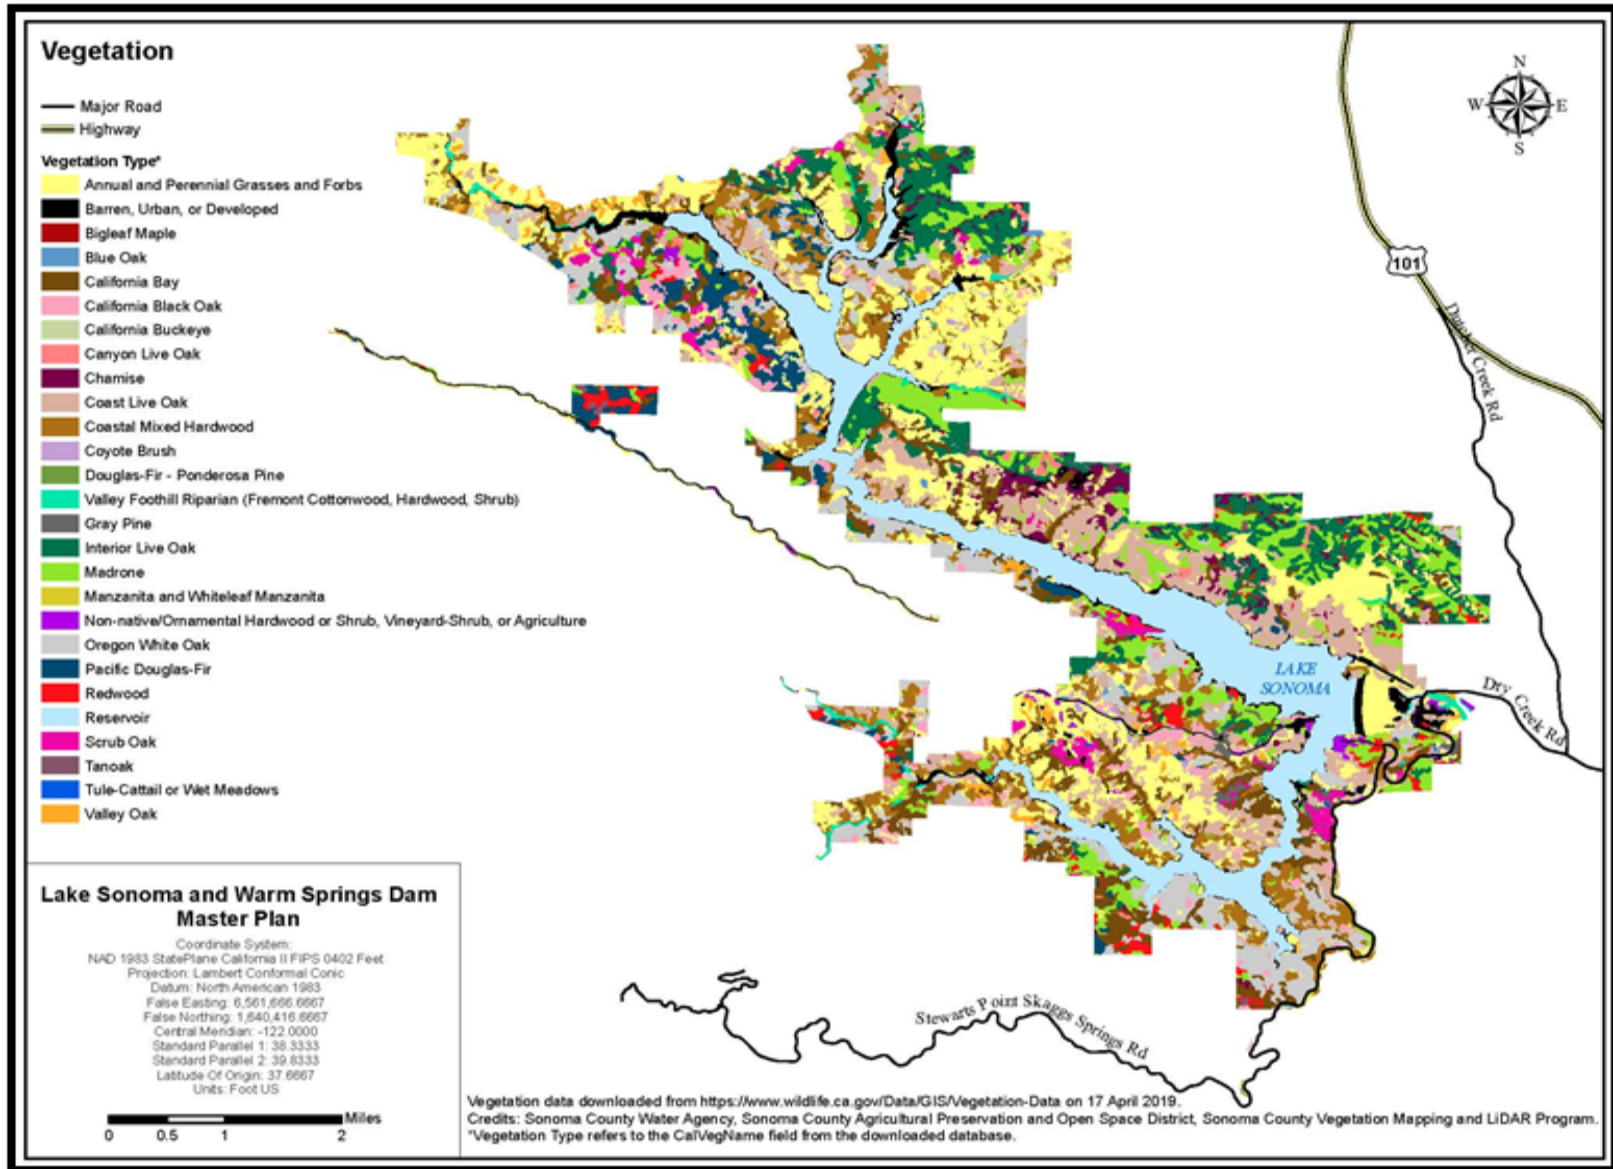 Vegetation
Major Road
Highway
Vegetation Type*
Annual and Perennial Grasses and Forbs
Barren, Urban, or Developed
Bigleaf Maple
Blue Oak
California Bay
California Black Oak
California Buckeye
Canyon Live Oak
Chamise
Coast Live Oak
Coastal Mixed Hardwood
Coyote Brush
Douglas-Fir - Ponderosa Pine
Valley Foothill Riparian (Fremont Cottonwood, Hardwood, Shrub)
Gray Pine
Interior Live Oak
Madrone
Manzanita and Whiteleaf Manzanita
Non-native/Ornamental Hardwood or Shrub, Vineyard-Shrub, or Agriculture
Oregon White Oak
Pacific Douglas-Fir
Redwood
Reservoir
Scrub Oak
Tanoak
Tule-Cattail or Wet Meadows
Valley Oak
N
W E
S
101
Dutcher Creek Rd
LAKE
SONOMA
Dry Creek Rd
Stewarts Point Skaggs Springs Rd
Lake Sonoma and Warm Springs Dam
Master Plan
Coordinate System:
NAD 1983 StatePlane California II FIPS 0402 Feet
Projection: Lambert Conformal Conic
Datum: North American 1983
False Easting: 6,561,666.6667
False Northing: 1,640,416.6667
Central Meridian: -122.0000
Standard Parallel 1: 38.3333
Standard Parallel 2: 39.8333
Latitude Of Origin: 37.6667
Units: Foot US
Miles
0 0.5 1 2
Vegetation data downloaded from https://www.wildlife.ca.gov/Data/GIS/Vegetation-Data on 17 April 2019.
Credits: Sonoma County Water Agency, Sonoma County Agricultural Preservation and Open Space District, Sonoma County Vegetation Mapping and LiDAR Program.
*Vegetation Type refers to the CalVegName field from the downloaded database.